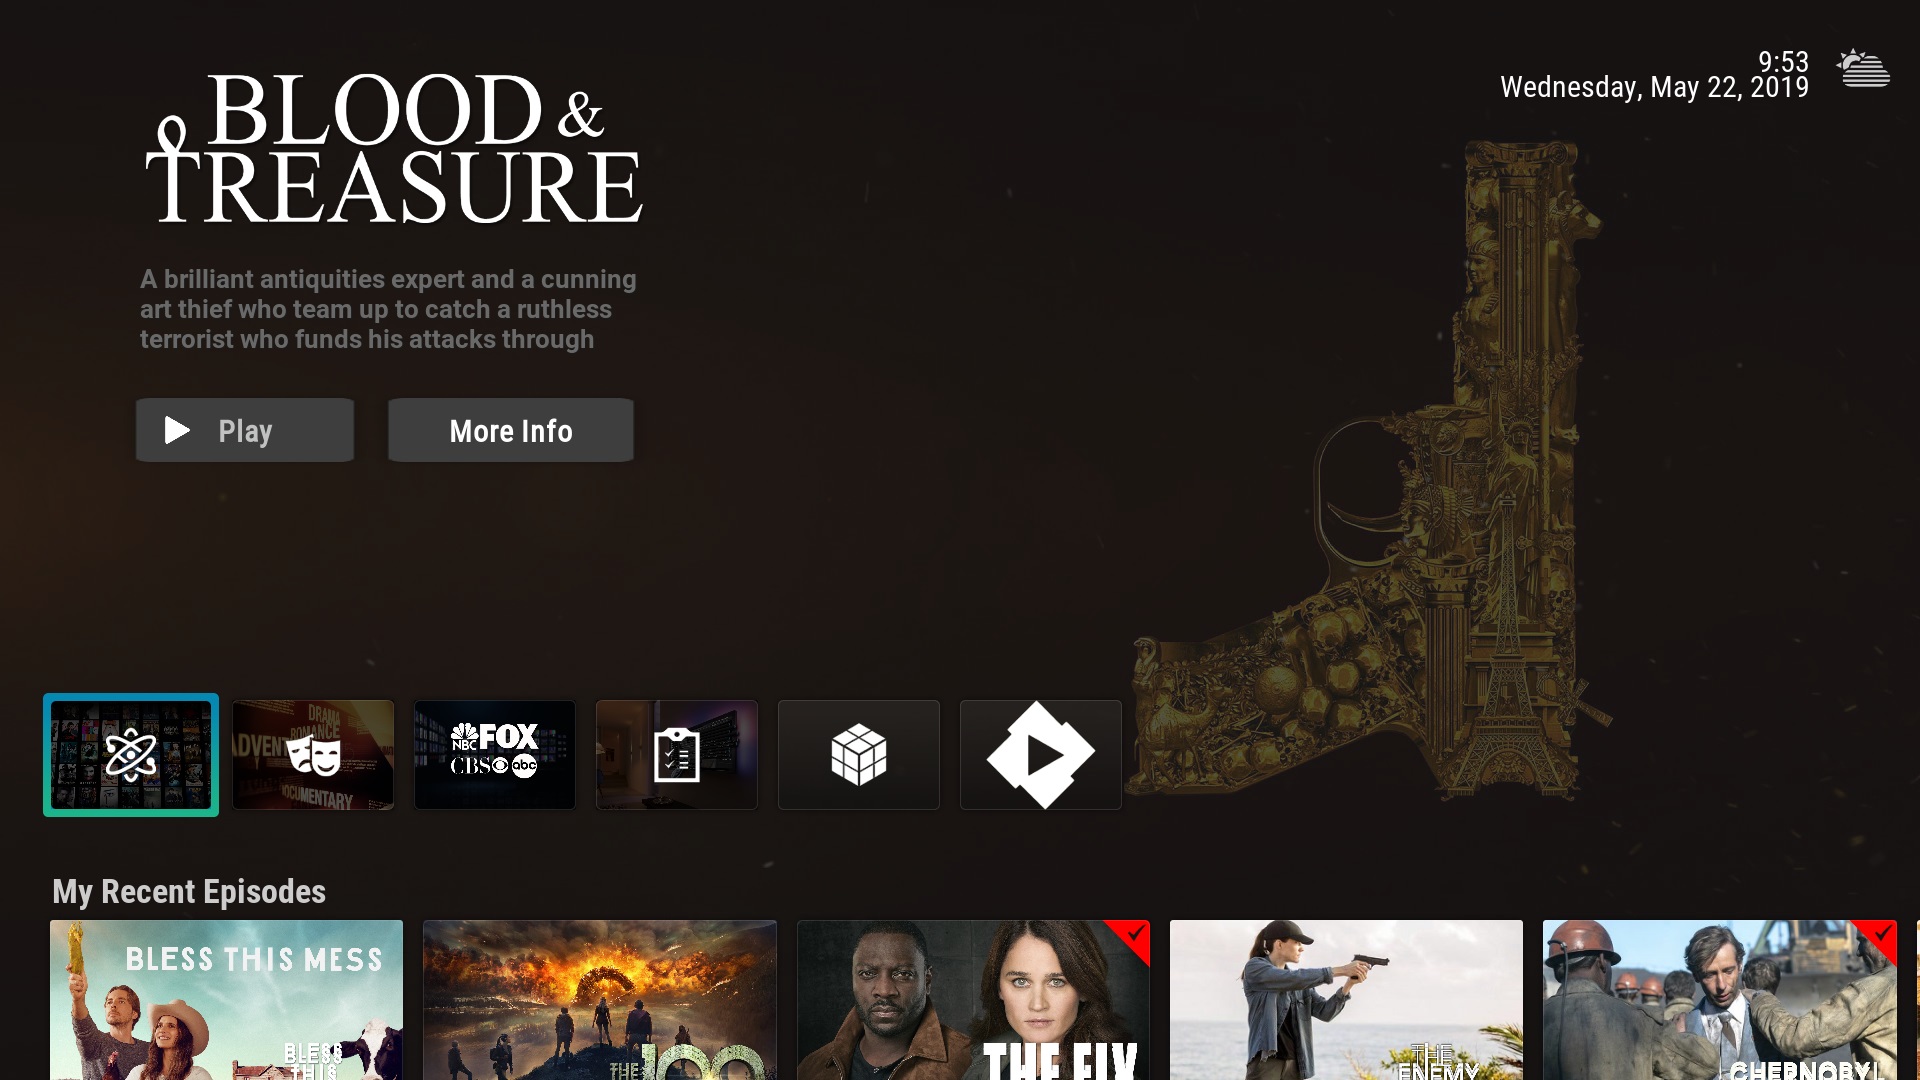 9:53
Wednesday, May 22, 2019
BLOOD &
TREASURE
A brilliant antiquities expert and a cunning
art thief who team up to catch a ruthless
terrorist who funds his attacks through
Play
More Info
DRAMA
ROMANCE
ADVEN
DOCUMENTARY
NBC FOX
CBS abc
My Recent Episodes
BLESS THIS MESS
BLESS
THIS
THE 100
THE FIX
THE
ENEMY
CHERNOBYL